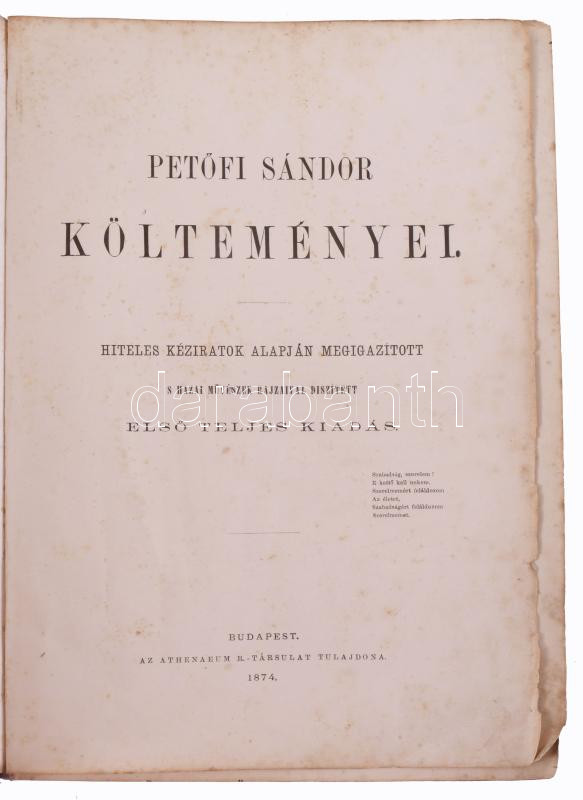 PETŐFI SÁNDOR
KÖLTEMÉNYEI.
HITELES KÉZIRATOK ALAPJÁN MEGIGAZÍTOTT
S HAZAI MŰVÉSZEK RAJZAIVAL DISZÍTETT
darabanth
ELSŐ TELJES KIADÁS.
Szabadság, szerelem!
E kettő kell nekem.
Szerelmemért föláldozom
Az életet,
Szabadságért föláldozom
Szerelmemet.
BUDAPEST.
AZ ATHENAEUM R.-TÁRSULAT TULAJDONA.
1874.